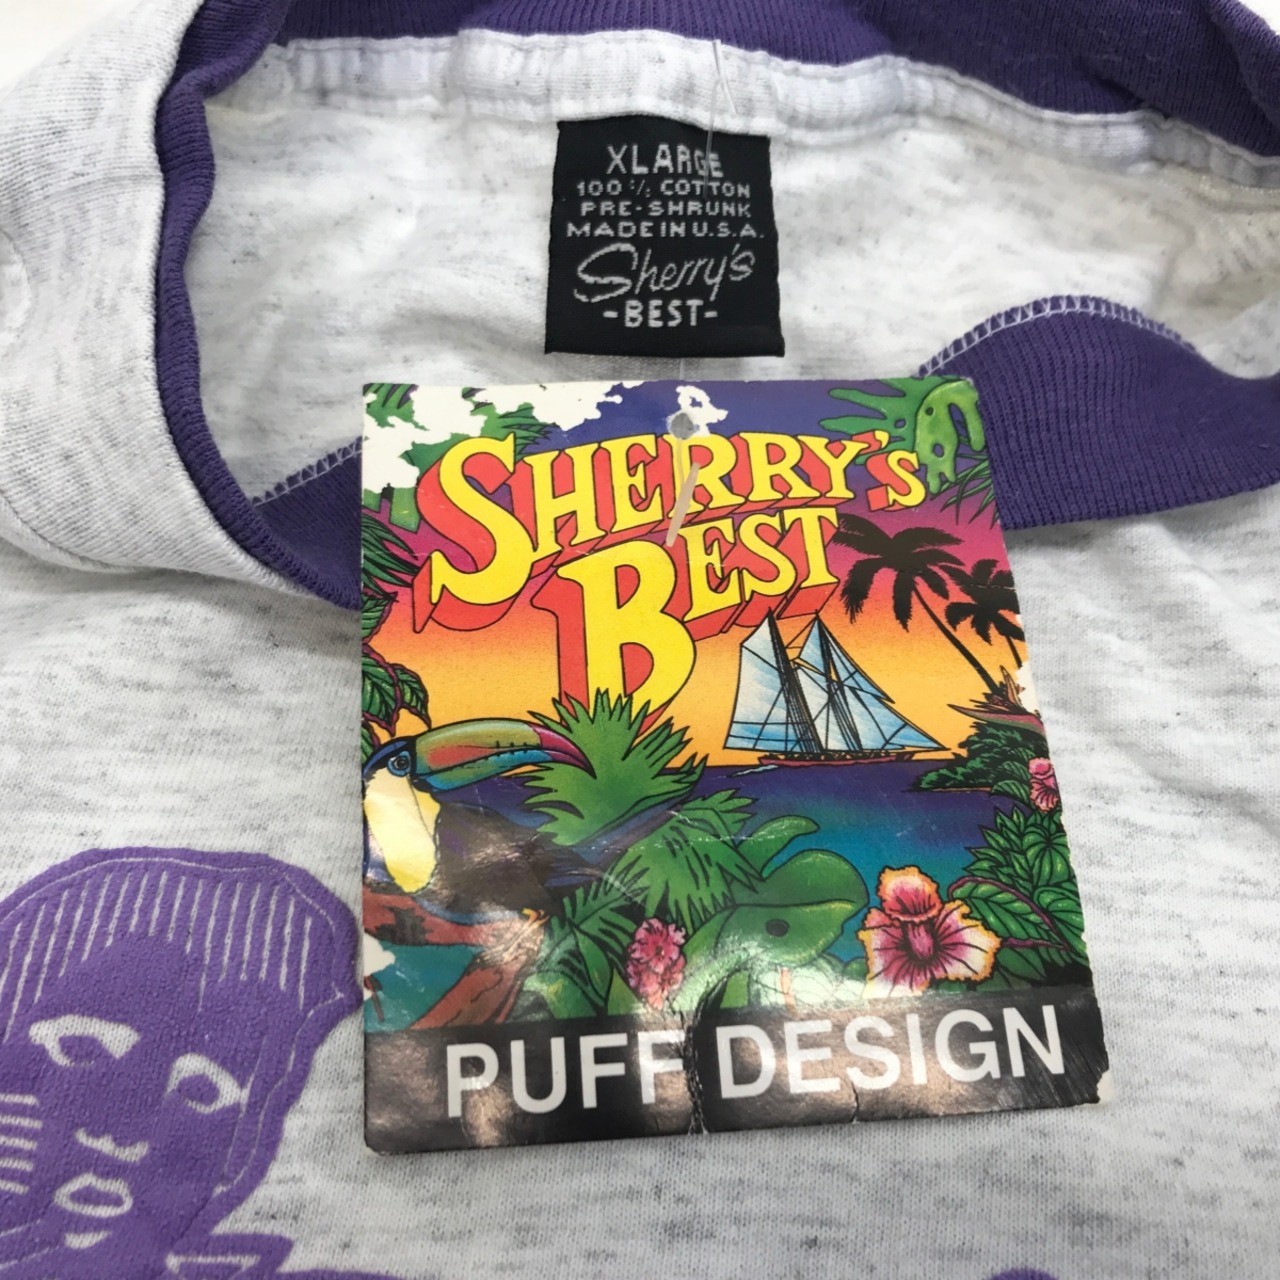 XLARGE
100% COTTON
PRE-SHRUNK
MADE IN U.S.A.
Sherry's
-BEST-
SHERRY'S
BEST
PUFF DESIGN